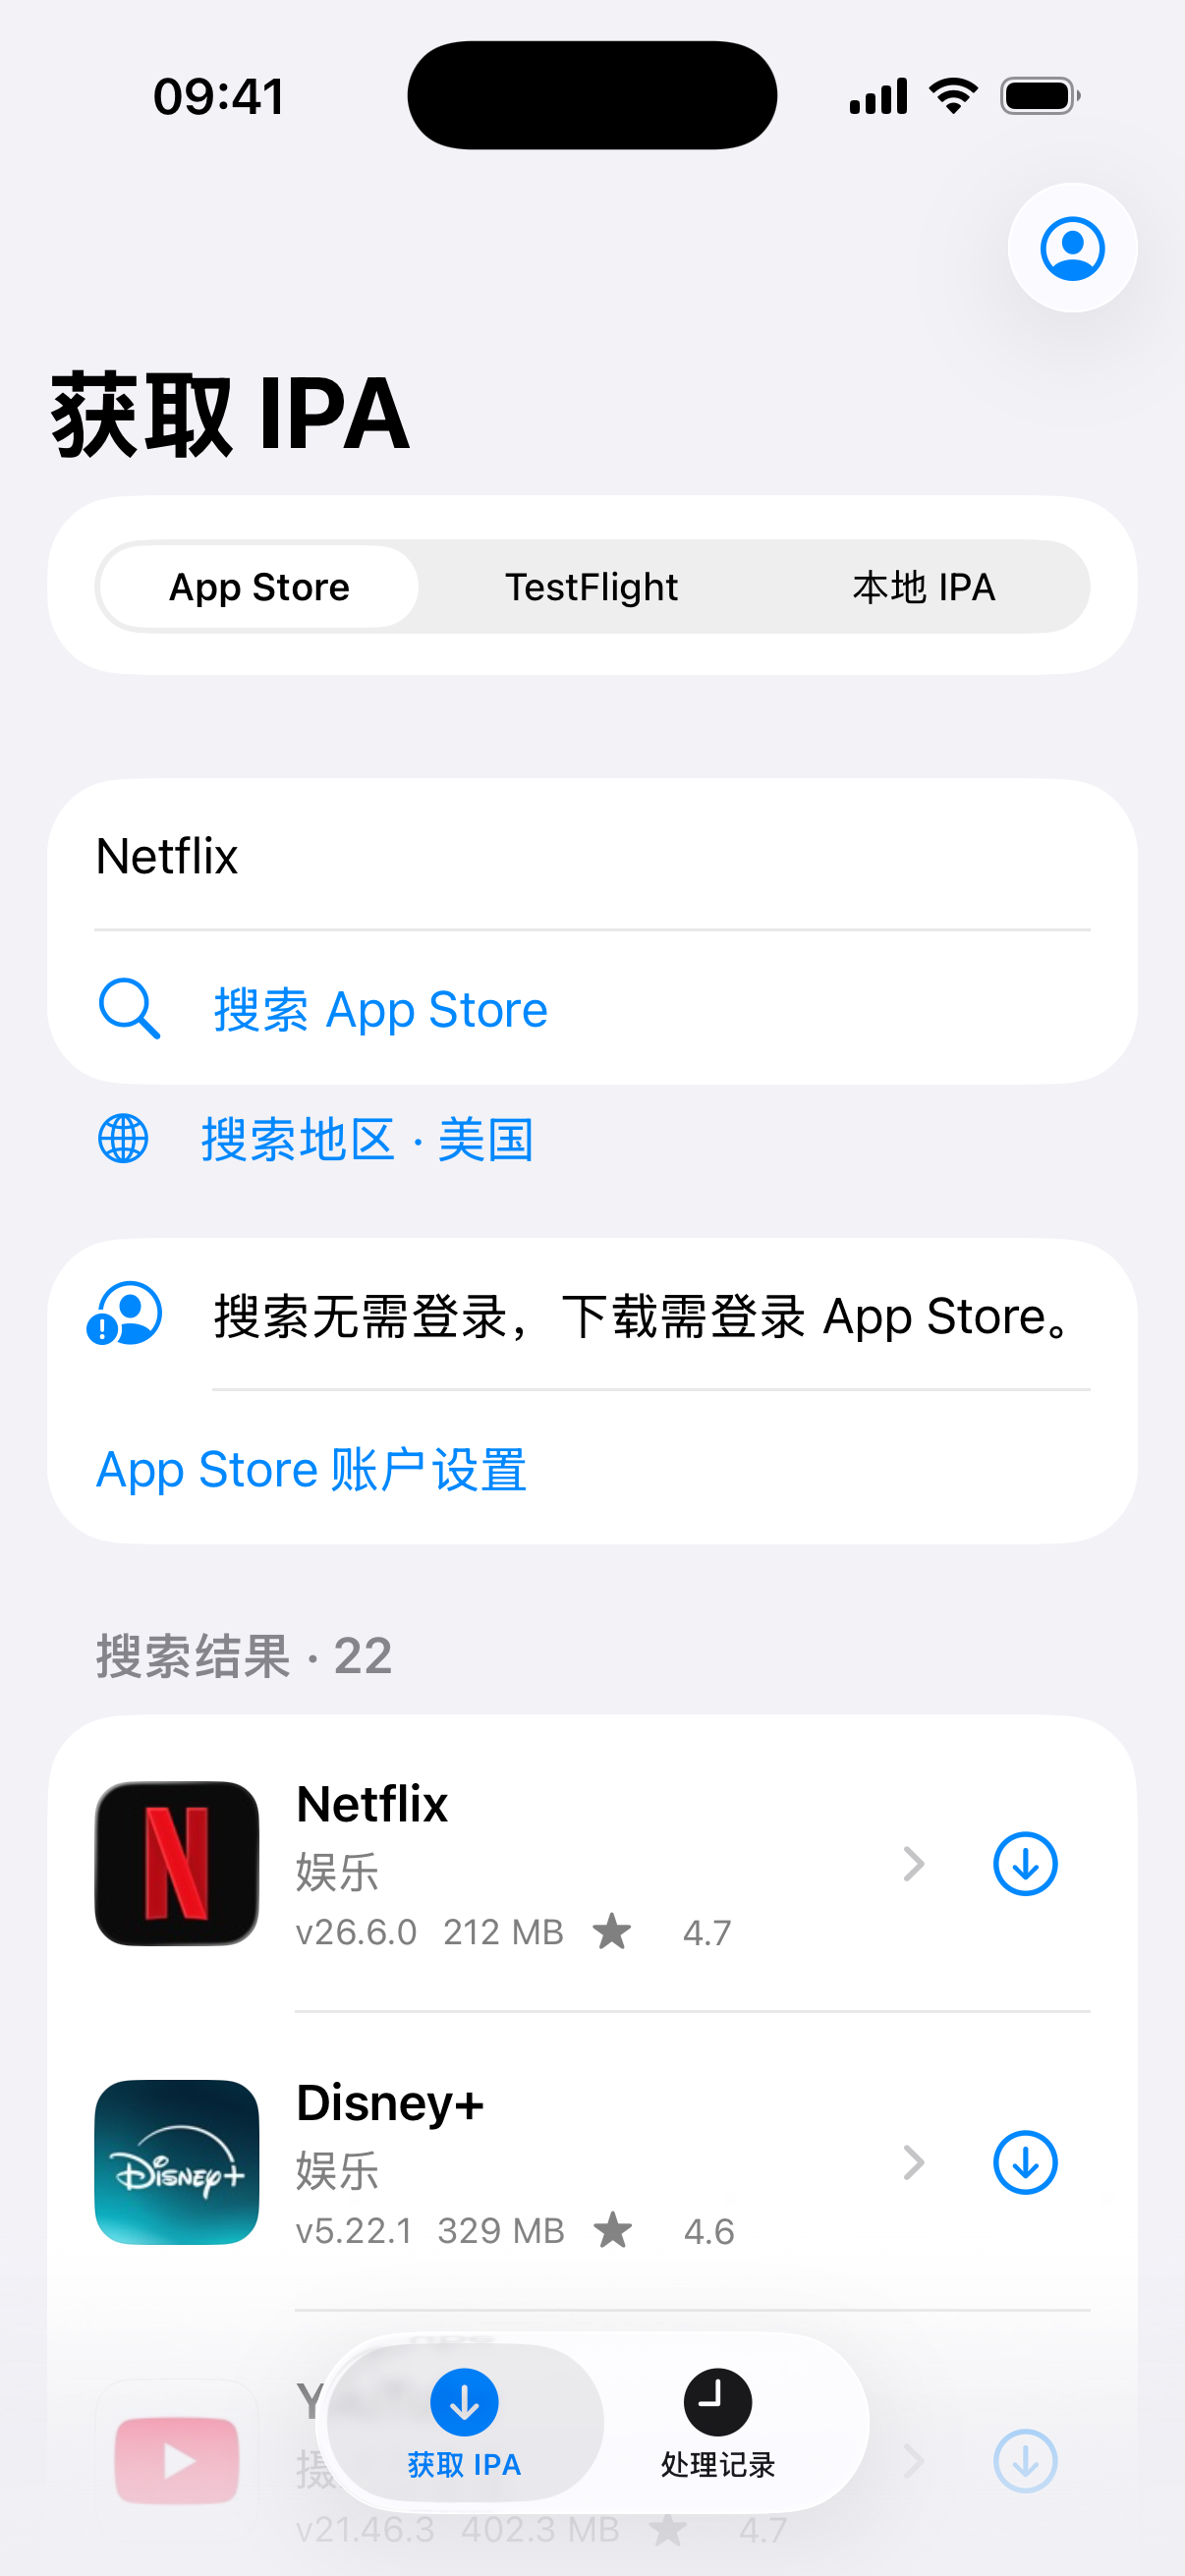 09:41
获取 IPA
App Store
TestFlight
本地 IPA
Netflix
搜索 App Store
搜索地区 · 美国
搜索无需登录，下载需登录 App Store。
App Store 账户设置
搜索结果 · 22
N
Netflix
娱乐
v26.6.0 212 MB ★ 4.7
Disney+
Disney+
娱乐
v5.22.1 329 MB ★ 4.6
Y
摄
v21.46.3 402.3 MB ★ 4.7
获取 IPA
处理记录